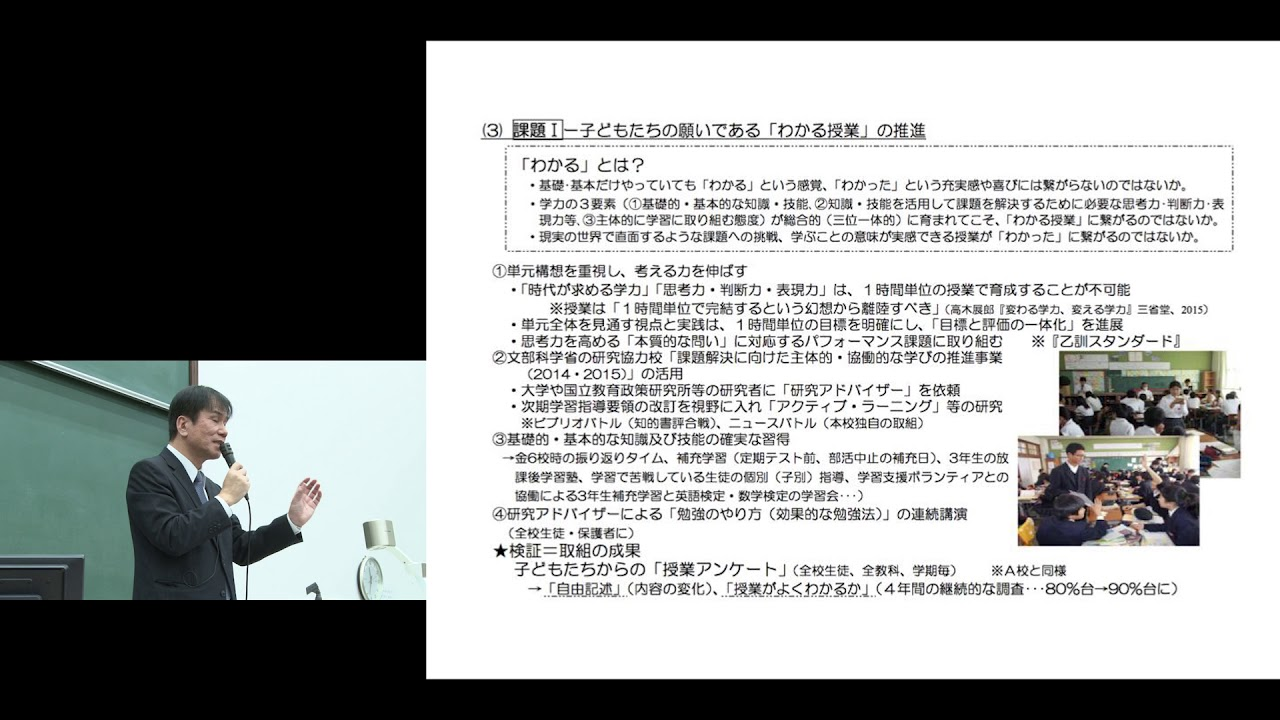 (3) 課題Ⅰー子どもたちの願いである「わかる授業」の推進
「わかる」とは？
・基礎・基本だけやっていても「わかる」という感覚、「わかった」という充実感や喜びには繋がらないのではないか。
・学力の３要素（①基礎的・基本的な知識・技能、②知識・技能を活用して課題を解決するために必要な思考力・判断力・表
現力等、③主体的に学習に取り組む態度）が総合的（三位一体的）に育まれてこそ、「わかる授業」に繋がるのではないか。
・現実の世界で直面するような課題への挑戦、学ぶことの意味が実感できる授業が「わかった」に繋がるのではないか。
①単元構想を重視し、考える力を伸ばす
・「時代が求める学力」「思考力・判断力・表現力」は、１時間単位の授業で育成することが不可能
※授業は「１時間単位で完結するという幻想から離陸すべき」（高木展郎『変わる学力、変える学力』三省堂、2015）
・単元全体を見通す視点と実践は、１時間単位の目標を明確にし、「目標と評価の一体化」を進展
・思考力を高める「本質的な問い」に対応するパフォーマンス課題に取り組む　※『乙訓スタンダード』
②文部科学省の研究協力校「課題解決に向けた主体的・協働的な学びの推進事業
（2014・2015）」の活用
・大学や国立教育政策研究所等の研究者に「研究アドバイザー」を依頼
・次期学習指導要領の改訂を視野に入れ「アクティブ・ラーニング」等の研究
※ビブリオバトル（知的書評合戦）、ニュースバトル（本校独自の取組）
③基礎的・基本的な知識及び技能の確実な習得
→金6校時の振り返りタイム、補充学習（定期テスト前、部活中止の補充日）、3年生の放
課後学習塾、学習で苦戦している生徒の個別（子別）指導、学習支援ボランティアとの
協働による3年生補充学習と英語検定・数学検定の学習会･･･）
④研究アドバイザーによる「勉強のやり方（効果的な勉強法）」の連続講演
（全校生徒・保護者に）
★検証＝取組の成果
子どもたちからの「授業アンケート」（全校生徒、全教科、学期毎）　※Ａ校と同様
→「自由記述」（内容の変化）、「授業がよくわかるか」（４年間の継続的な調査･･･80％台→90％台に）